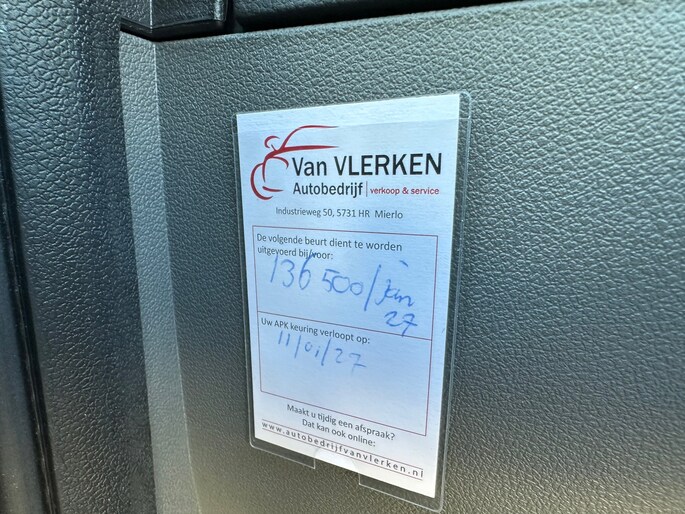 Van VLERKEN
Autobedrijf | verkoop & service
Industrieweg 50, 5731 HR Mierlo
De volgende beurt dient te worden
uitgevoerd bij/voor:
136 500/jan
27
Uw APK keuring verloopt op:
11/01/27
Maakt u tijdig een afspraak?
Dat kan ook online:
www.autobedrijfvanvlerken.nl